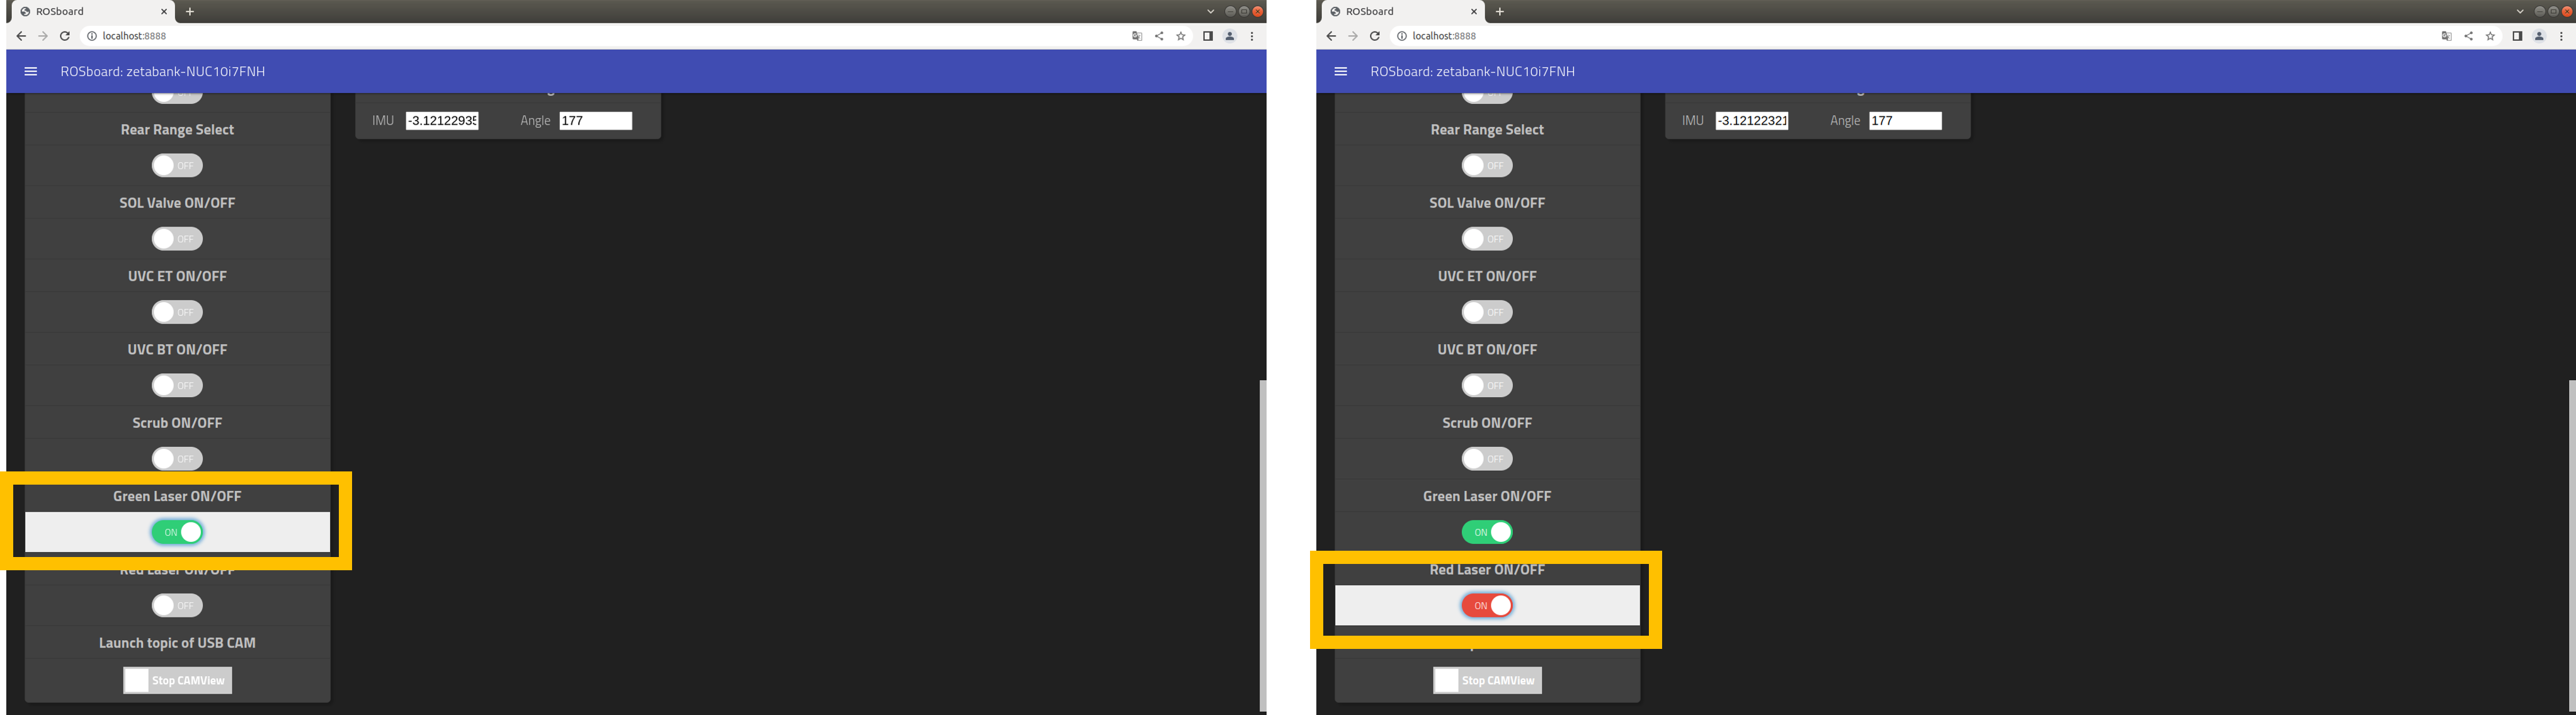 ROSboard
localhost:8888
ROSboard: zetabank-NUC10i7FNH
Rear Range Select
OFF
SOL Valve ON/OFF
OFF
UVC ET ON/OFF
OFF
UVC BT ON/OFF
OFF
Scrub ON/OFF
OFF
Green Laser ON/OFF
ON
Red Laser ON/OFF
OFF
Launch topic of USB CAM
Stop CAMView
IMU -3.12122935 Angle 177
ROSboard
localhost:8888
ROSboard: zetabank-NUC10i7FNH
Rear Range Select
OFF
SOL Valve ON/OFF
OFF
UVC ET ON/OFF
OFF
UVC BT ON/OFF
OFF
Scrub ON/OFF
OFF
Green Laser ON/OFF
ON
Red Laser ON/OFF
ON
Stop CAMView
IMU -3.12122321 Angle 177